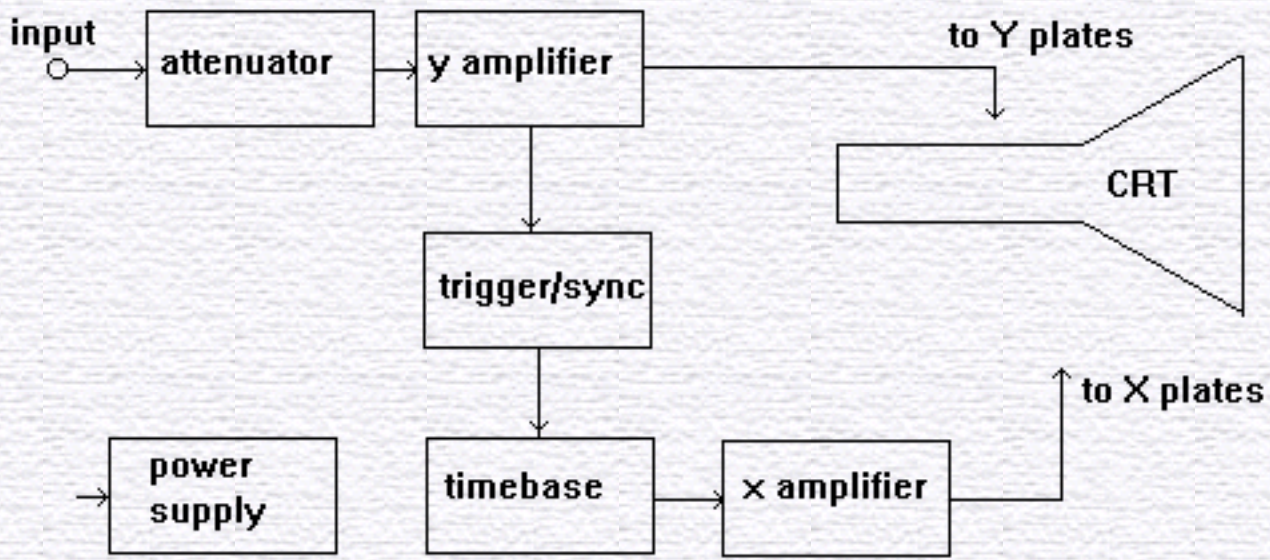 input
attenuator
y amplifier
to Y plates
CRT
trigger/sync
to X plates
power
supply
timebase
x amplifier